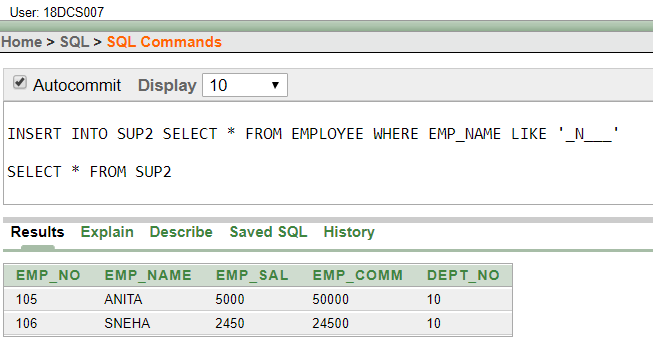 User: 18DCS007
Home > SQL > SQL Commands
Autocommit Display 10
INSERT INTO SUP2 SELECT * FROM EMPLOYEE WHERE EMP_NAME LIKE '_N___'
SELECT * FROM SUP2
Results Explain Describe Saved SQL History
EMP_NO EMP_NAME EMP_SAL EMP_COMM DEPT_NO
105 ANITA 5000 50000 10
106 SNEHA 2450 24500 10